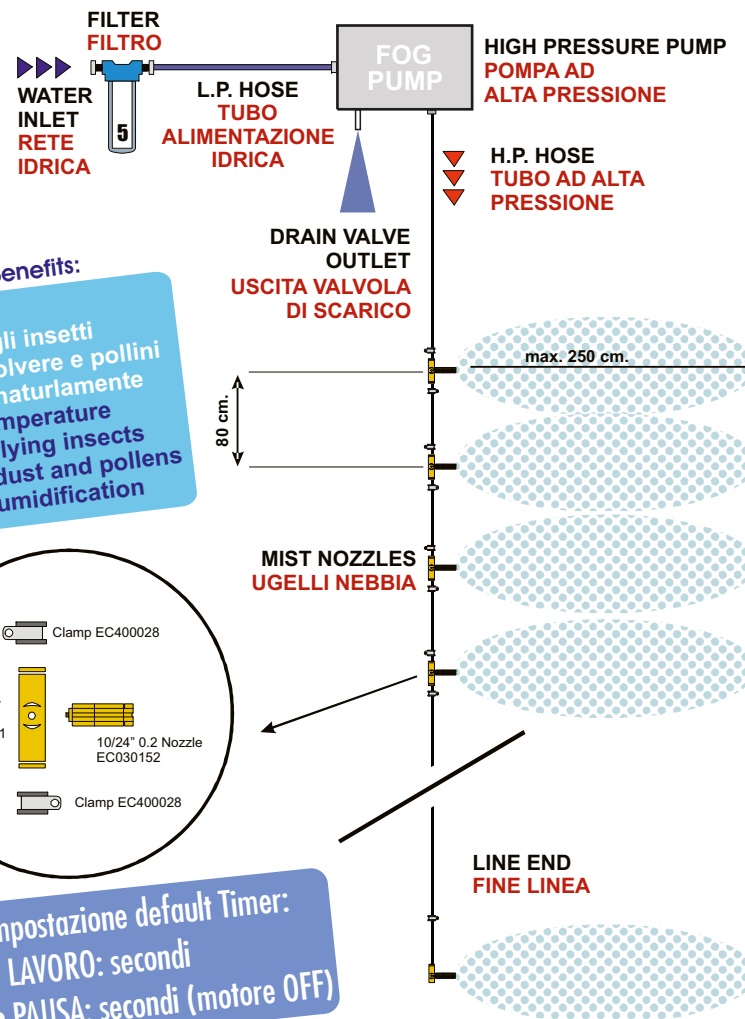 FILTER
FILTRO
WATER
INLET
RETE
IDRICA
5
L.P. HOSE
TUBO
ALIMENTAZIONE
IDRICA
FOG
PUMP
HIGH PRESSURE PUMP
POMPA AD
ALTA PRESSIONE
H.P. HOSE
TUBO AD ALTA
PRESSIONE
DRAIN VALVE
OUTLET
USCITA VALVOLA
DI SCARICO
enefits:
gli insetti
olvere e pollini
naturlamente
mperature
lying insects
dust and pollens
umidification
80 cm.
max. 250 cm.
MIST NOZZLES
UGELLI NEBBIA
Clamp EC400028
1
10/24" 0.2 Nozzle
EC030152
Clamp EC400028
LINE END
FINE LINEA
mpostazione default Timer:
LAVORO: secondi
PAUSA: secondi (motore OFF)